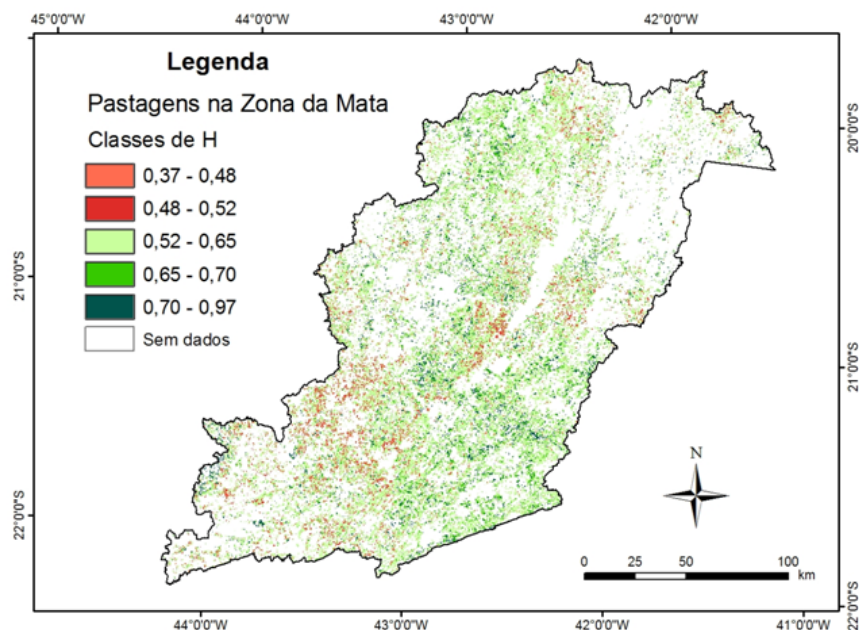 45°0'0"W 44°0'0"W 43°0'0"W 42°0'0"W
Legenda
Pastagens na Zona da Mata
Classes de H
0,37 - 0,48
0,48 - 0,52
0,52 - 0,65
0,65 - 0,70
0,70 - 0,97
Sem dados
20°0'0"S
21°0'0"S
21°0'0"S
22°0'0"S
22°0'0"S
N
0 25 50 100
km
44°0'0"W 43°0'0"W 42°0'0"W 41°0'0"W